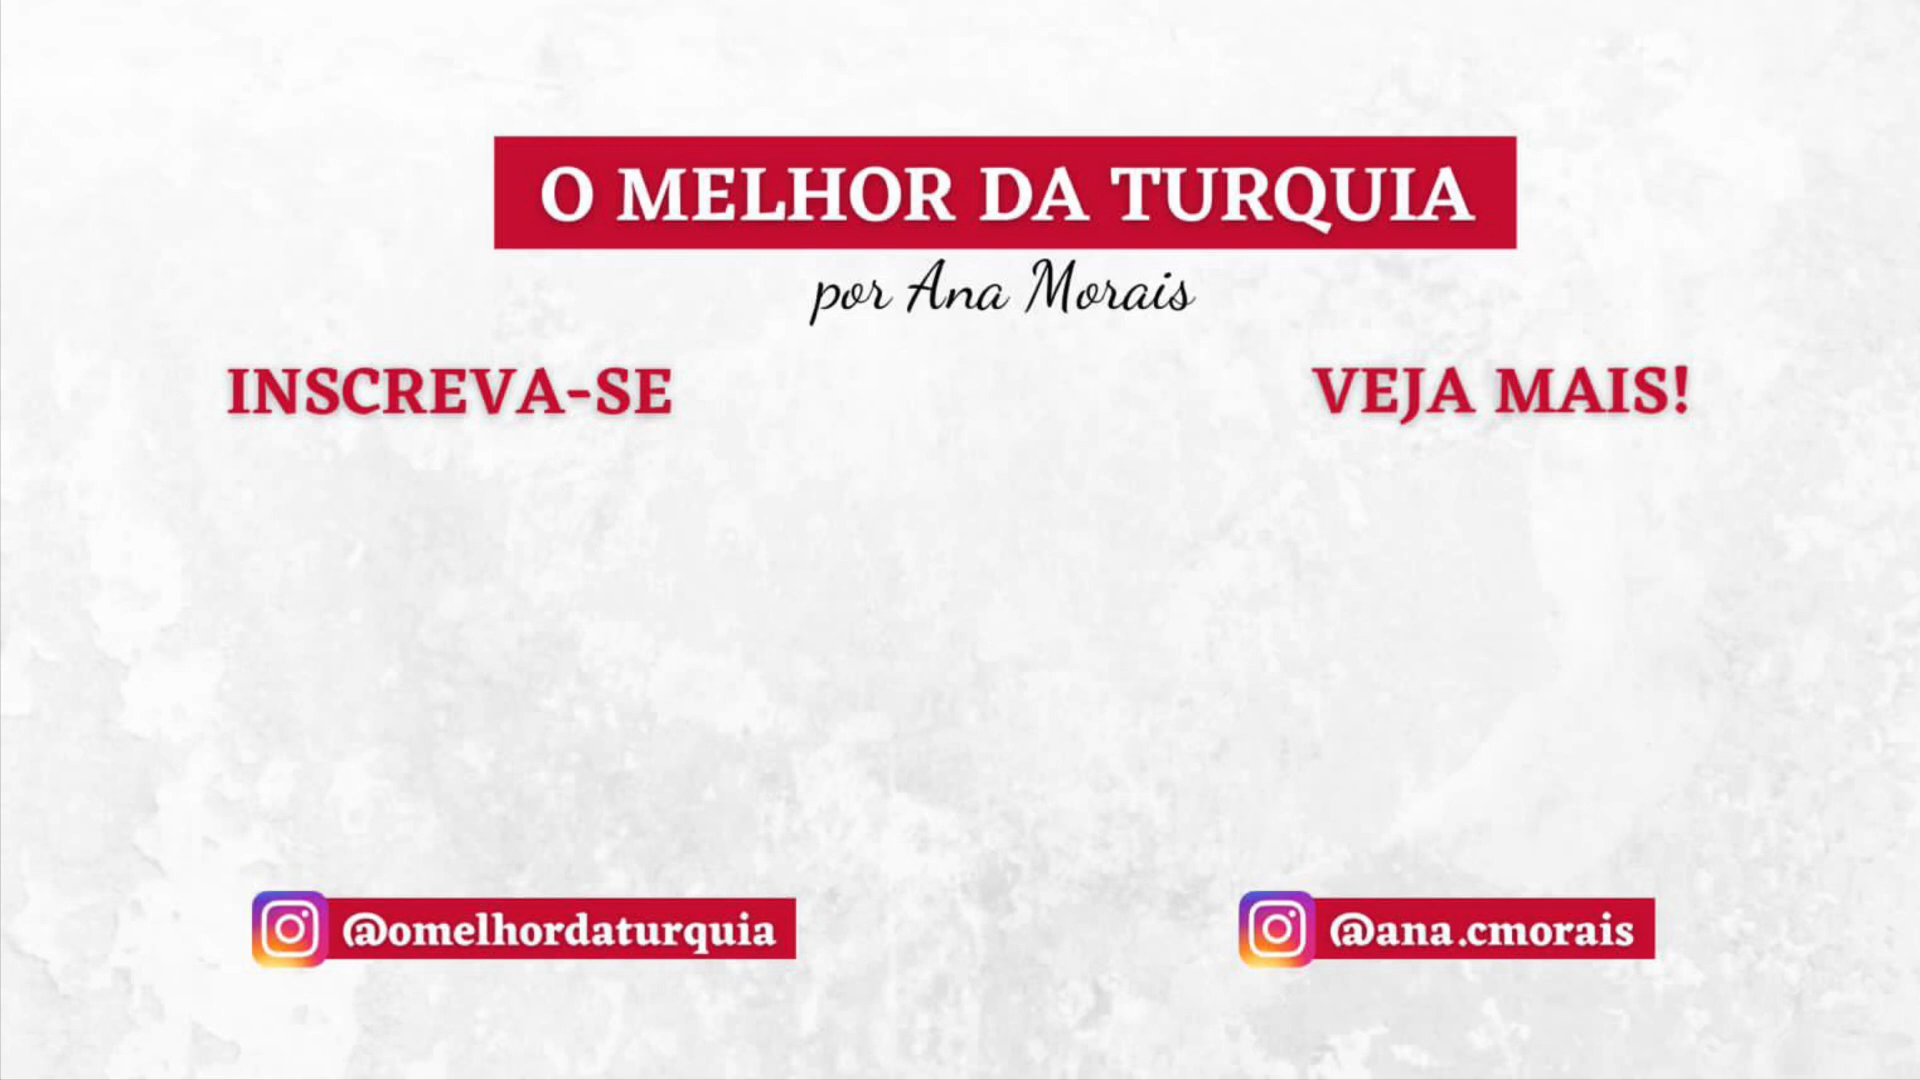 O MELHOR DA TURQUIA
por Ana Morais
INSCREVA-SE
VEJA MAIS!
@omelhordaturquia
@ana.cmorais